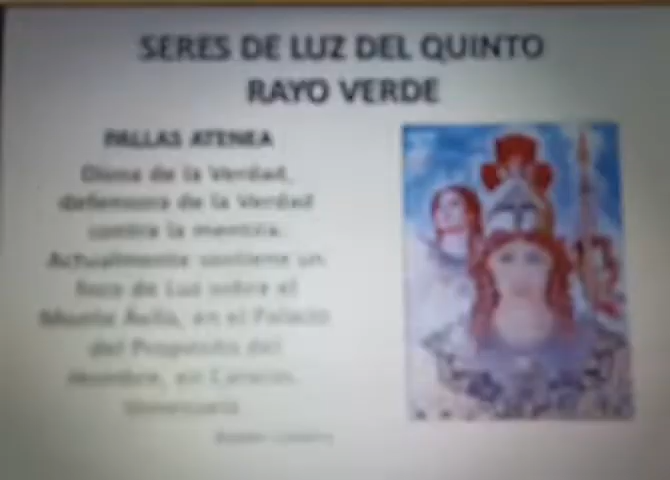 SERES DE LUZ DEL QUINTO
RAYO VERDE
PALLAS ATENEA
Diosa de la Verdad,
defensora de la Verdad
contra la mentira.
Actualmente sostiene un
foco de Luz sobre el
Monte Ávila, en el Palacio
del Propósito del
Hombre, en Caracas,
Venezuela